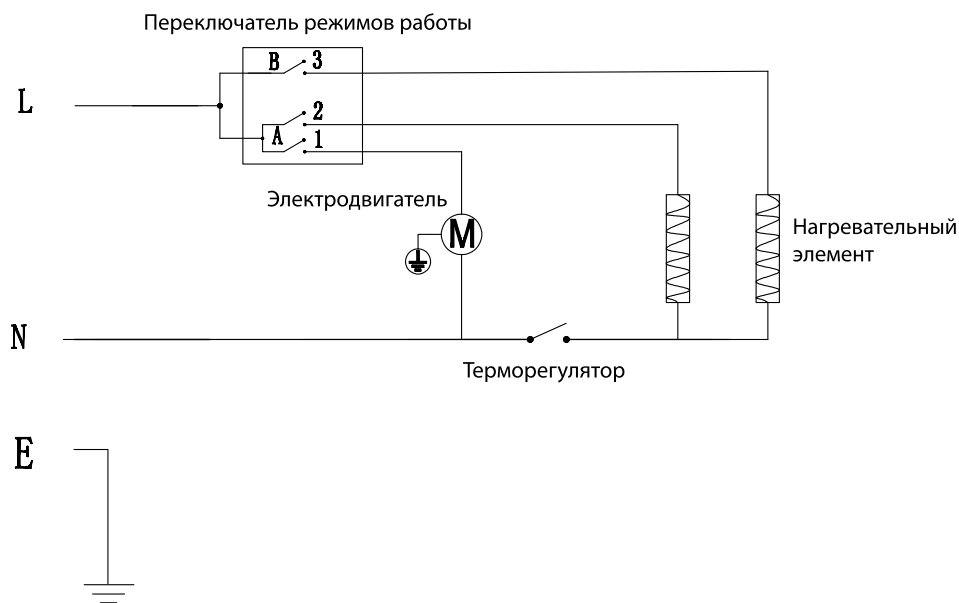 Переключатель режимов работы
B 3
L
2
A 1
Электродвигатель
M
Нагревательный
элемент
N
Терморегулятор
E